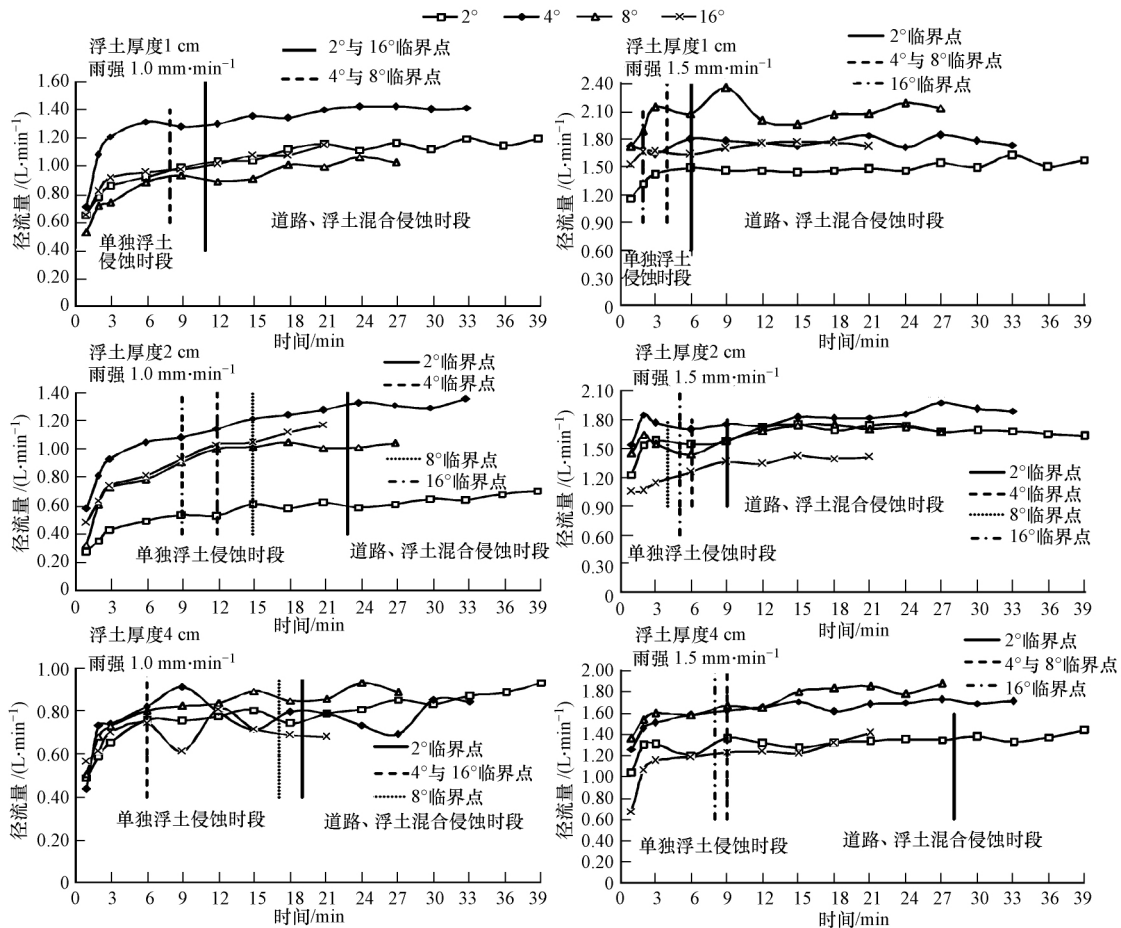 2° 4° 8° 16°
浮土厚度1 cm
雨强 1.0 mm·min⁻¹
2°与 16°临界点
4°与 8°临界点
径流量 /(L·min⁻¹)
1.60
1.40
1.20
1.00
0.80
0.60
0.40
0.20
0
单独浮土
侵蚀时段
道路、浮土混合侵蚀时段
0 3 6 9 12 15 18 21 24 27 30 33 36 39
时间/min
浮土厚度1 cm
雨强 1.5 mm·min⁻¹
2°临界点
4°与 8°临界点
16°临界点
径流量 /(L·min⁻¹)
2.40
2.10
1.80
1.50
1.20
0.90
0.60
0.30
0
单独浮土
侵蚀时段
道路、浮土混合侵蚀时段
0 3 6 9 12 15 18 21 24 27 30 33 36 39
时间/min
浮土厚度2 cm
雨强 1.0 mm·min⁻¹
2°临界点
4°临界点
8°临界点
16°临界点
径流量 /(L·min⁻¹)
1.40
1.20
1.00
0.80
0.60
0.40
0.20
0
单独浮土侵蚀时段
道路、浮土混合侵蚀时段
0 3 6 9 12 15 18 21 24 27 30 33 36 39
时间/min
浮土厚度2 cm
雨强 1.5 mm·min⁻¹
2°临界点
4°临界点
8°临界点
16°临界点
径流量 /(L·min⁻¹)
2.10
1.80
1.50
1.20
0.90
0.60
0.30
0
道路、浮土混合侵蚀时段
单独浮土侵蚀时段
0 3 6 9 12 15 18 21 24 27 30 33 36 39
时间/min
浮土厚度4 cm
雨强 1.0 mm·min⁻¹
2°临界点
4°与 16°临界点
8°临界点
径流量 /(L·min⁻¹)
1.00
0.80
0.60
0.40
0.20
0
单独浮土侵蚀时段
道路、浮土混合侵蚀时段
0 3 6 9 12 15 18 21 24 27 30 33 36 39
时间/min
浮土厚度4 cm
雨强 1.5 mm·min⁻¹
2°临界点
4°与 8°临界点
16°临界点
径流量 /(L·min⁻¹)
2.00
1.80
1.60
1.40
1.20
1.00
0.80
0.60
0.40
0.20
0
单独浮土侵蚀时段
道路、浮土混合侵蚀时段
0 3 6 9 12 15 18 21 24 27 30 33 36 39
时间/min